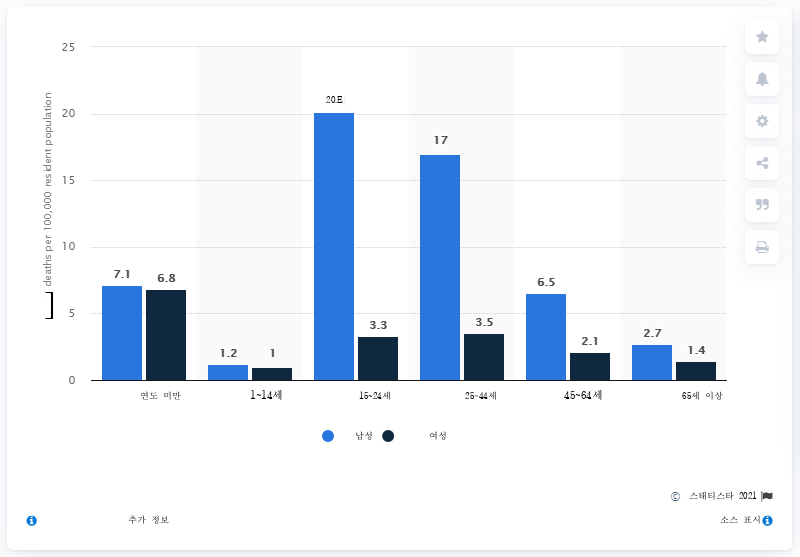 25
20
15
10
5
0
deaths per 100,000 resident population
7.1
6.8
1.2
1
20.E
3.3
17
3.5
6.5
2.1
2.7
1.4
연도 미만
1~14세
15~24세
25~44세
45~64세
65세 이상
남성
여성
© 스태티스타 2021
추가 정보
소스 표시